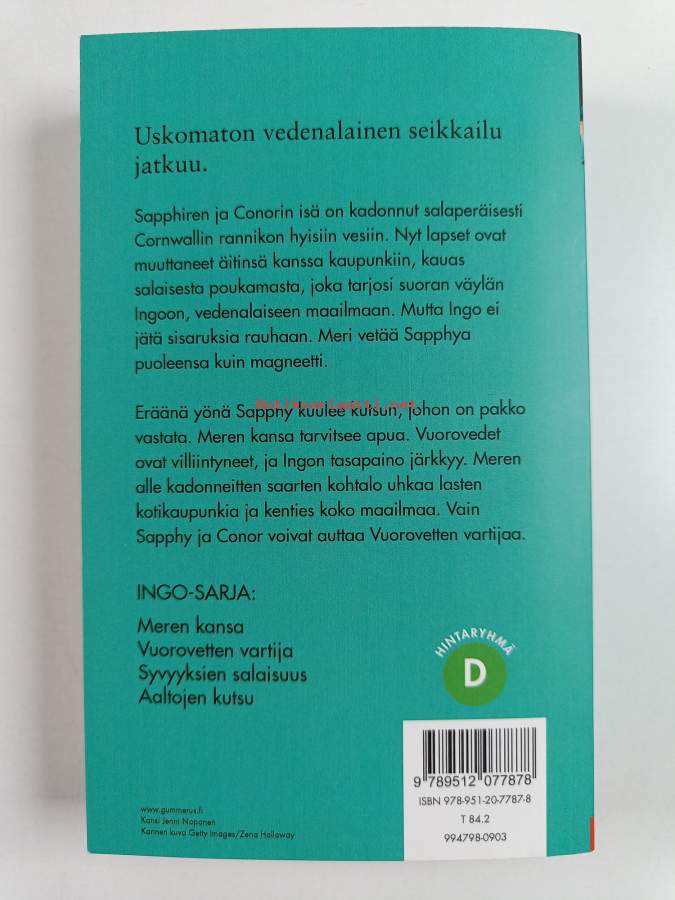 Uskomaton vedenalainen seikkailu
jatkuu.
Sapphiren ja Conorin isä on kadonnut salaperäisesti
Cornwallin rannikon hyisiin vesiin. Nyt lapset ovat
muuttaneet äitinsä kanssa kaupunkiin, kauas
salaisesta poukamasta, joka tarjosi suoran väylän
Ingoon, vedenalaiseen maailmaan. Mutta Ingo ei
jätä sisaruksia rauhaan. Meri vetää Sapphya
puoleensa kuin magneetti.
Antikvariaatti.net
Eräänä yönä Sapphy kuulee kutsun, johon on pakko
vastata. Meren kansa tarvitsee apua. Vuorovedet
ovat villiintyneet, ja Ingon tasapaino järkkyy. Meren
alle kadonneitten saarten kohtalo uhkaa lasten
kotikaupunkia ja kenties koko maailmaa. Vain
Sapphy ja Conor voivat auttaa Vuorovetten vartijaa.
INGO-SARJA:
Meren kansa
Vuorovetten vartija
Syvyyksien salaisuus
Aaltojen kutsu
HINTARYHMÄ
D
9 789512 077878
ISBN 978-951-20-7787-8
T 84.2
994798-0903
www.gummerus.fi
Kansi Jenni Noponen
Kannen kuva Getty Images/Zena Holloway